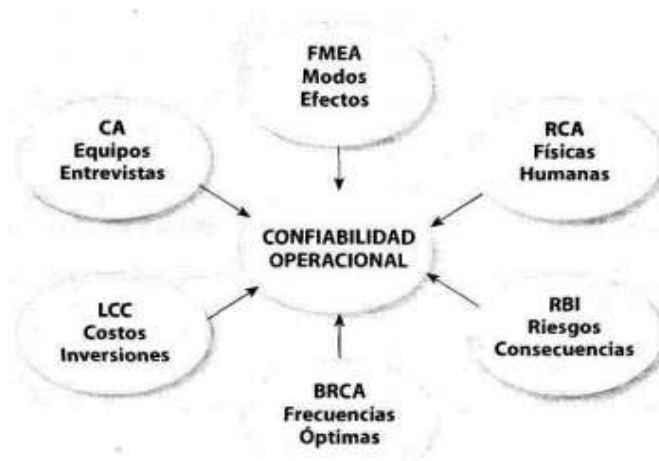 FMEA
Modos
Efectos
CA
Equipos
Entrevistas
RCA
Físicas
Humanas
CONFIABILIDAD
OPERACIONAL
LCC
Costos
Inversiones
RBI
Riesgos
Consecuencias
BRCA
Frecuencias
Óptimas